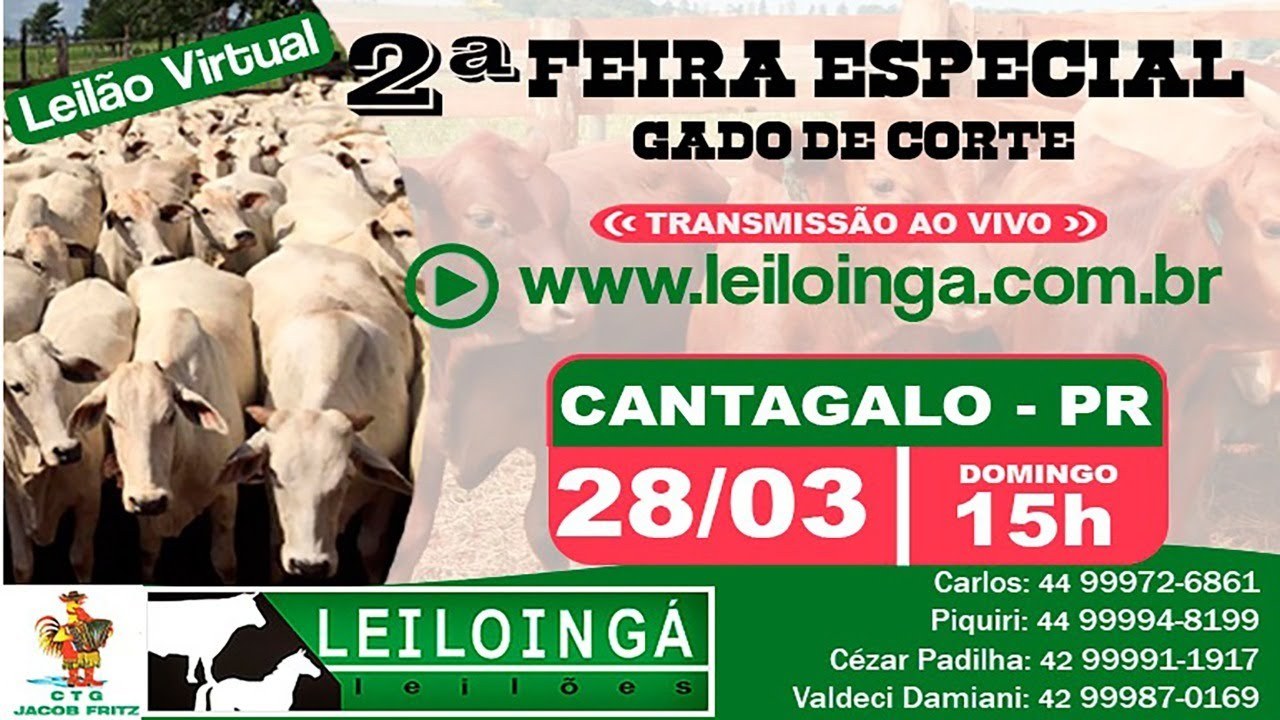 Leilão Virtual
2ª FEIRA ESPECIAL
GADO DE CORTE
TRANSMISSÃO AO VIVO
www.leiloinga.com.br
CANTAGALO - PR
28/03
DOMINGO
15h
Carlos: 44 99972-6861
Piquiri: 44 99994-8199
Cézar Padilha: 42 99991-1917
Valdeci Damiani: 42 99987-0169
LEILOINGÁ
leilões
CTG
JACOB FRITZ